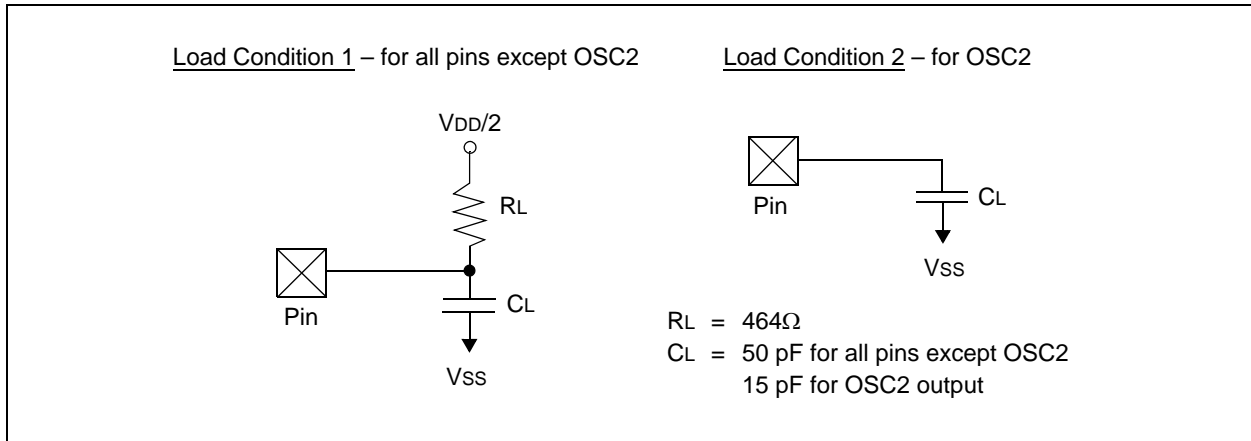 Load Condition 1 – for all pins except OSC2
VDD/2
RL
Pin
CL
VSS
Load Condition 2 – for OSC2
Pin
CL
VSS
RL = 464Ω
CL = 50 pF for all pins except OSC2
15 pF for OSC2 output